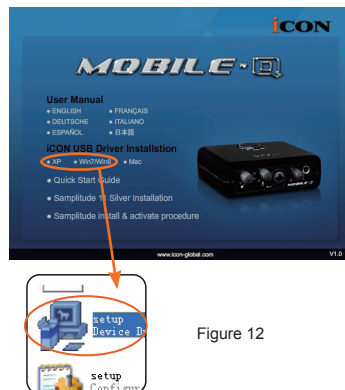 iCON
MOBILE·Q
User Manual
● ENGLISH ● FRANÇAIS
● DEUTSCHE ● ITALIANO
● ESPAÑOL ● 日本語
iCON USB Driver Installstion
● XP ● Win7/Win8 ● Mac
● Quick Start Guide
● Samplitude 11 Silver Installation
● Samplitude install & activate procedure
MOBILE-Q
www.icon-global.com V1.0
setup
Device D
Figure 12
setup
Configur